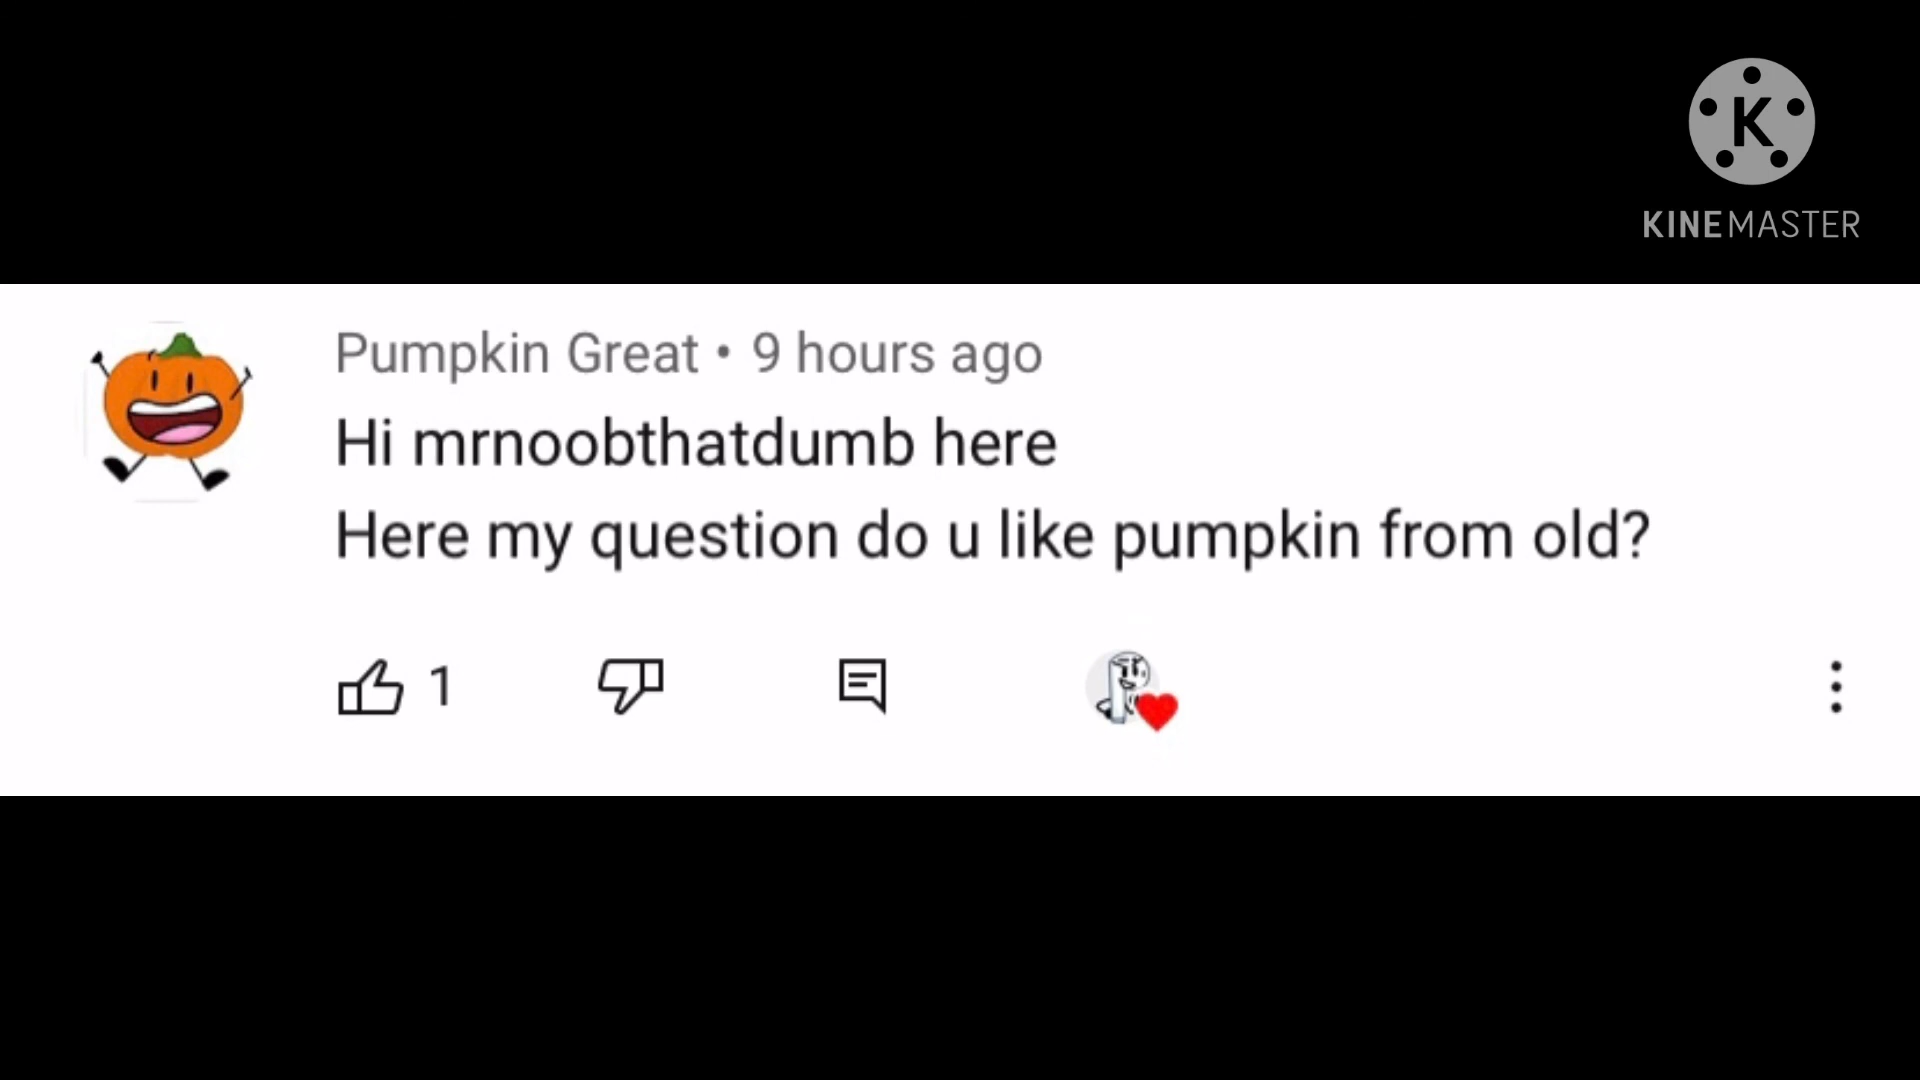 K
KINEMASTER
Pumpkin Great • 9 hours ago
Hi mrnoobthatdumb here
Here my question do u like pumpkin from old?
1